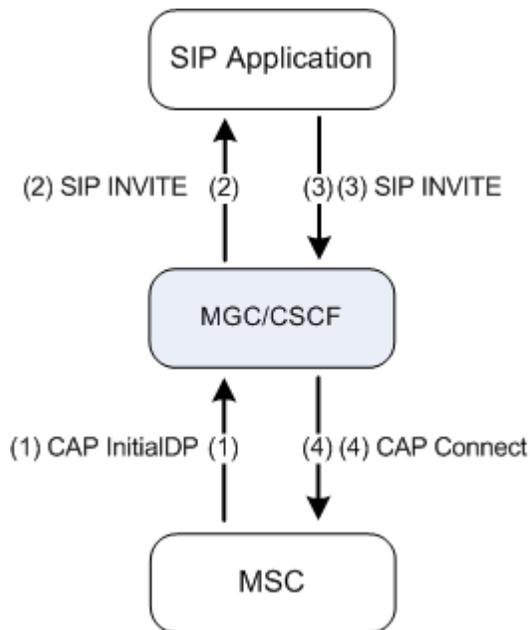 SIP Application
(2) SIP INVITE (2) (3) (3) SIP INVITE
MGC/CSCF
(1) CAP InitialDP (1) (4) (4) CAP Connect
MSC